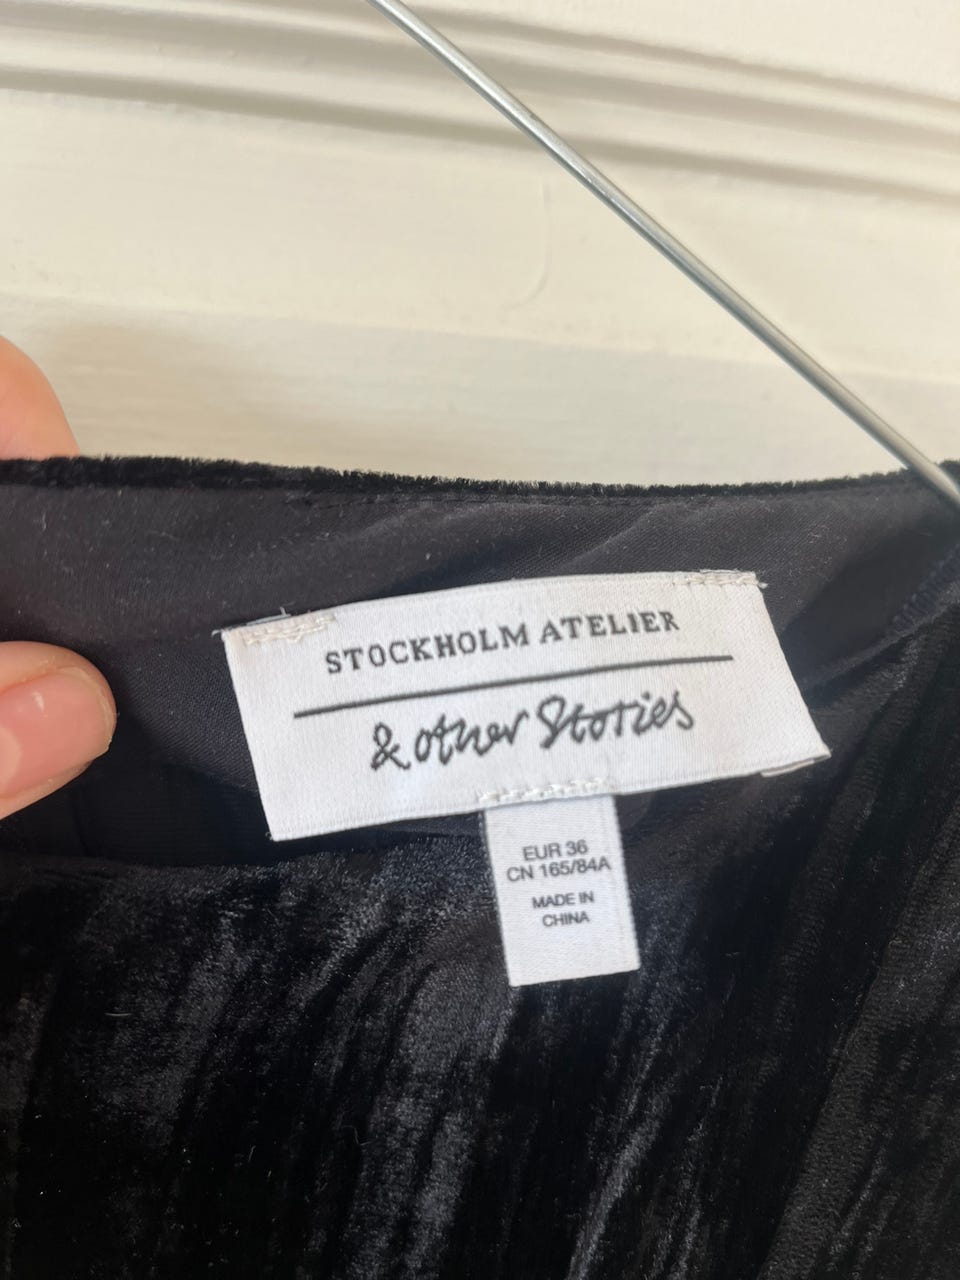 STOCKHOLM ATELIER
& other Stories
EUR 36
CN 165/84A
MADE IN
CHINA